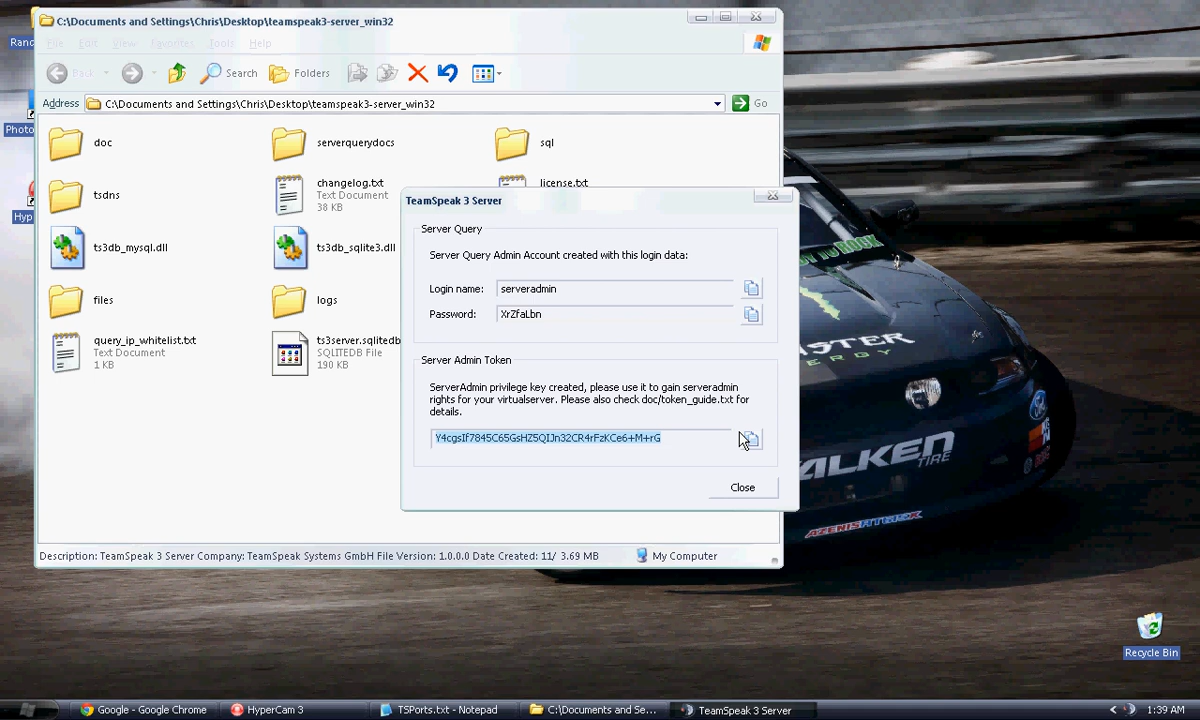 C:\Documents and Settings\Chris\Desktop\teamspeak3-server_win32
File Edit View Favorites Tools Help
Back Search Folders
Address C:\Documents and Settings\Chris\Desktop\teamspeak3-server_win32 Go
Photo
Hyp
doc
serverquerydocs
sql
tsdns
changelog.txt
Text Document
38 KB
license.txt
ts3db_mysql.dll
ts3db_sqlite3.dll
files
logs
query_ip_whitelist.txt
Text Document
1 KB
ts3server.sqlitedb
SQLITEDB File
190 KB
TeamSpeak 3 Server
Server Query
Server Query Admin Account created with this login data:
Login name: serveradmin
Password: XrZfaLbn
Server Admin Token
ServerAdmin privilege key created, please use it to gain serveradmin
rights for your virtualserver. Please also check doc/token_guide.txt for
details.
Y4cgsIf7845C65GsHZ5QIJn32CR4rFzKCe6+M+rG
Close
Description: TeamSpeak 3 Server Company: TeamSpeak Systems GmbH File Version: 1.0.0.0 Date Created: 11/ 3.69 MB My Computer
ENERGY
FALKEN
TIRE
Ford
Recycle Bin
Google - Google Chrome
HyperCam 3
TSPorts.txt - Notepad
C:\Documents and Se...
TeamSpeak 3 Server
1:39 AM